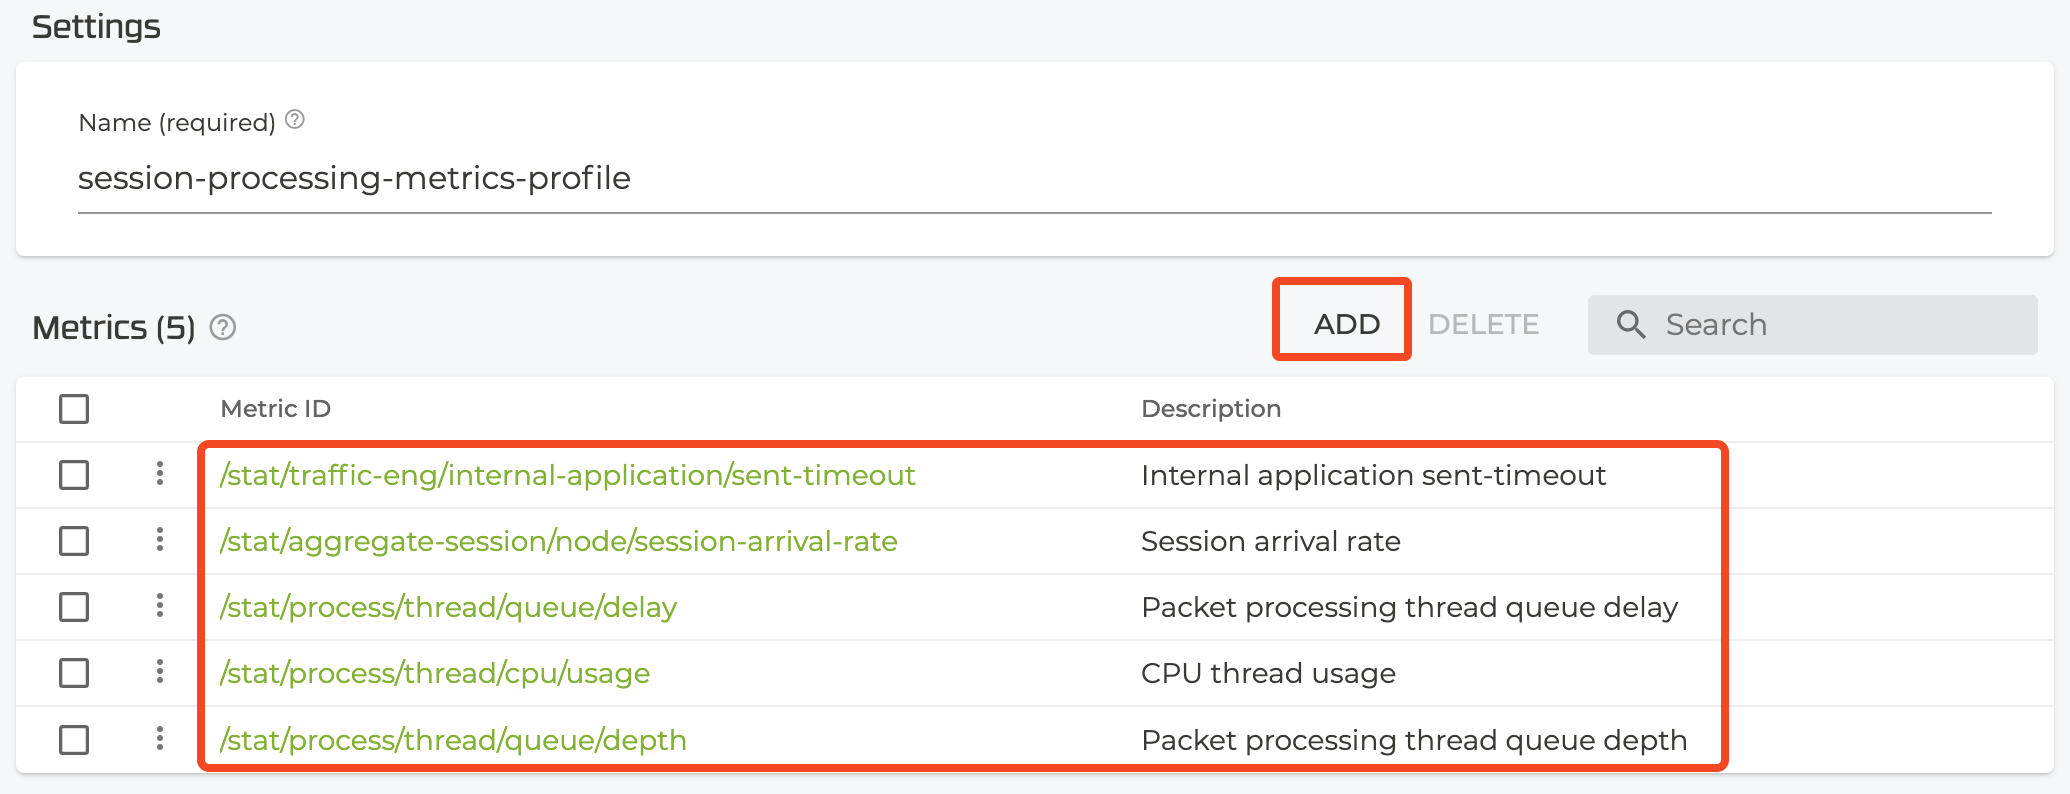 Settings
Name (required) ?
session-processing-metrics-profile
Metrics (5) ?
ADD DELETE Search
Metric ID Description
/stat/traffic-eng/internal-application/sent-timeout Internal application sent-timeout
/stat/aggregate-session/node/session-arrival-rate Session arrival rate
/stat/process/thread/queue/delay Packet processing thread queue delay
/stat/process/thread/cpu/usage CPU thread usage
/stat/process/thread/queue/depth Packet processing thread queue depth